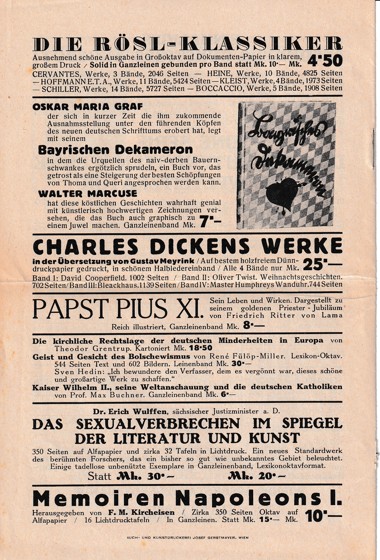 DIE RÖSL-KLASSIKER
Ausnehmend schöne Ausgabe in Großoktav auf Dokumenten-Papier in klarem,
großem Druck / Solid in Ganzleinen gebunden pro Band statt Mk. 10·– Mk. 4·50
CERVANTES, Werke, 3 Bände, 2046 Seiten — HEINE, Werke, 10 Bände, 4825 Seiten
— HOFFMANN E.T. A., Werke, 11 Bände, 5424 Seiten — KLEIST, Werke, 4 Bände, 1973 Seiten
— SCHILLER, Werke, 14 Bände, 5727 Seiten — BOCCACCIO, Werke, 5 Bände, 1908 Seiten
OSKAR MARIA GRAF
der sich in kurzer Zeit die ihm zukommende
Ausnahmsstellung unter den führenden Köpfen
des neuen deutschen Schrifttums erobert hat, legt
mit seinem
Bayrischen Dekameron
in dem die Urquellen des naiv-derben Bauern-
schwankes ergötzlich sprudeln, ein Buch vor, das
getrost als eine Steigerung der besten Schöpfungen
von Thoma und Queri angesprochen werden kann.
WALTER MARCUSE
hat diese köstlichen Geschichten wahrhaft genial
mit künstlerisch hochwertigen Zeichnungen ver-
sehen, die das Buch auch graphisch zu
einem Juwel machen. Ganzleinenband Mk. 7·–
Bayrisches
Dekameron
CHARLES DICKENS WERKE
in der Übersetzung von Gustav Meyrink / Auf bestem holzfreiem Dünn-
druckpapier gedruckt, in schönem Halbledereinband / Alle 4 Bände nur Mk. 25·–
Band I: David Cooperfield. 1002 Seiten / Band II: Oliver Twist. Weihnachtsgeschichten.
702 Seiten / Band III: Bleackhaus. 1139 Seiten / Band IV: Master Humphreys Wanduhr. 744 Seiten
PAPST PIUS XI. Sein Leben und Wirken. Dargestellt zu
seinem goldenen Priester-Jubiläum
von Friedrich Ritter von Lama
Reich illustriert, Ganzleinenband Mk. 8·–
Die kirchliche Rechtslage der deutschen Minderheiten in Europa von
Theodor Grentrup. Kartoniert Mk. 18·50
Geist und Gesicht des Bolschewismus von René Fülöp-Miller. Lexikon-Oktav.
544 Seiten Text und 602 Bildern. Leinenband Mk. 30·–
Sven Hedin: „Ich bewundere den Verfasser, dem es vergönnt war, dieses schöne
und großartige Werk zu schaffen.“
Kaiser Wilhelm II., seine Weltanschauung und die deutschen Katholiken
von Prof. Max Buchner. Ganzleinenband Mk. 6·–
Dr. Erich Wulffen, sächsischer Justizminister a. D.
DAS SEXUALVERBRECHEN IM SPIEGEL
DER LITERATUR UND KUNST
350 Seiten auf Alfapapier und zirka 32 Tafeln in Lichtdruck. Ein neues Standardwerk
des berühmten Forschers, das ein bisher so gut wie unbekanntes Gebiet beleuchtet.
Einige tadellose unbenützte Exemplare in Ganzleinenband, Lexikonoktavformat.
Statt Mk. 30·– Mk. 20·–
Memoiren Napoleons I.
Herausgegeben von F. M. Kircheisen / Zirka 350 Seiten Oktav auf
Alfapapier / 16 Lichtdrucktafeln / In Ganzleinen. Statt Mk. 15·– Mk. 10·–
BUCH- UND KUNSTDRUCKEREI JOSEF GERSTMAYER, WIEN